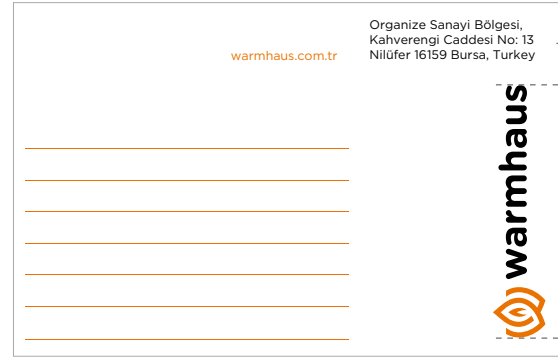 warmhaus.com.tr
Organize Sanayi Bölgesi,
Kahverengi Caddesi No: 13
Nilüfer 16159 Bursa, Turkey
warmhaus